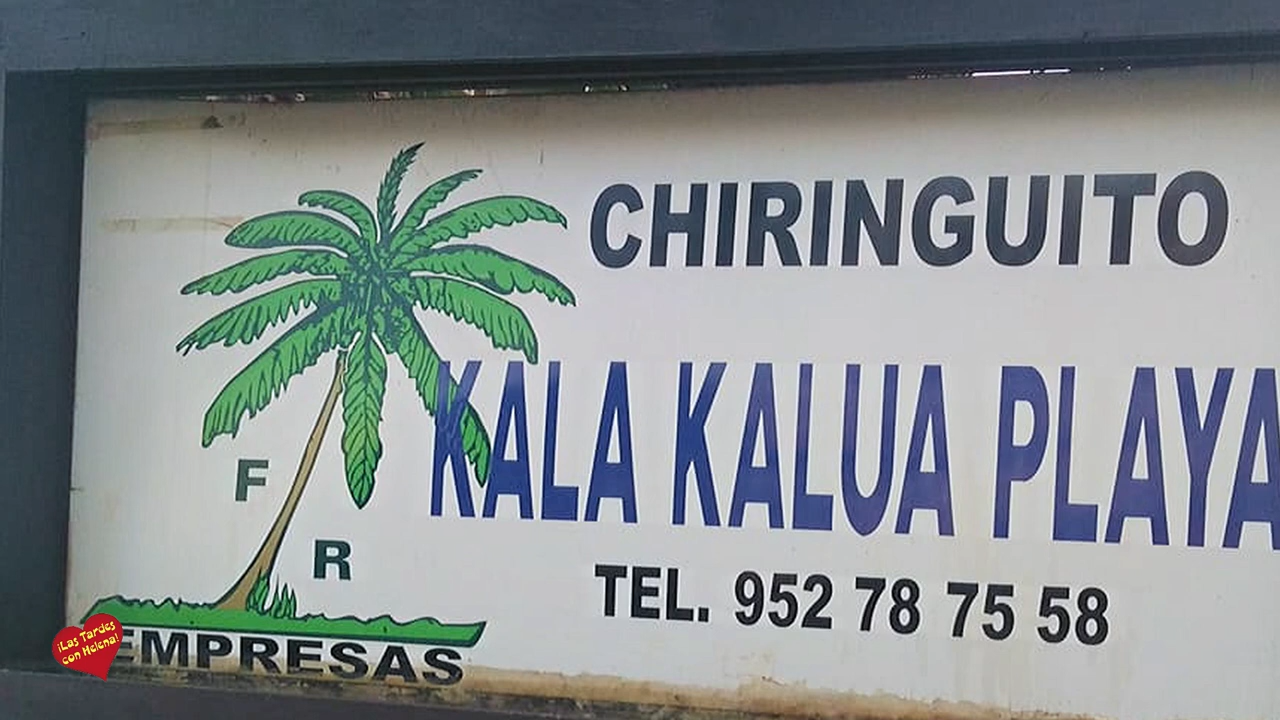 CHIRINGUITO
KALA KALUA PLAYA
TEL. 952 78 75 58
F
R
EMPRESAS
¡Las Tardes
con Helena!